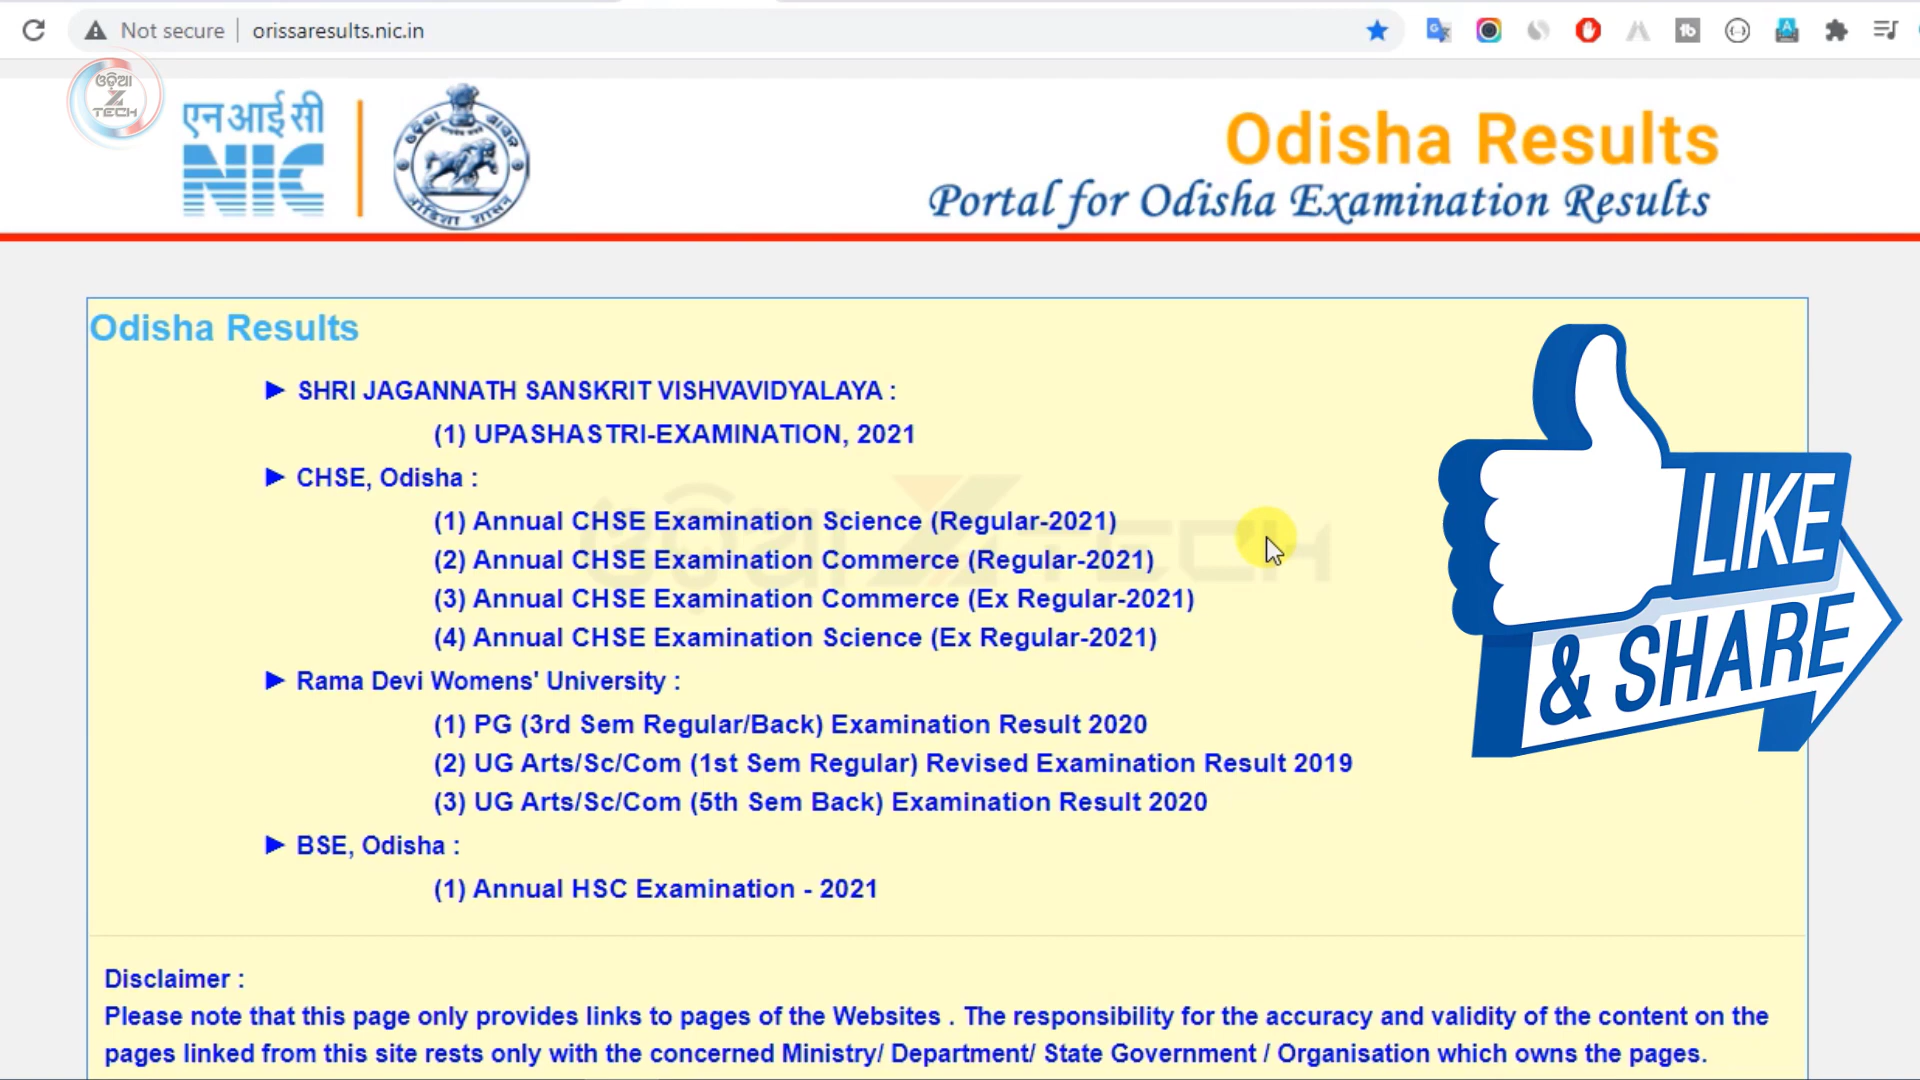 Not secure
orissaresults.nic.in
ଓଡ଼ିଆ
Z
TECH
एन आई सी
NIC
Odisha Results
Portal for Odisha Examination Results
Odisha Results
► SHRI JAGANNATH SANSKRIT VISHVAVIDYALAYA :
(1) UPASHASTRI-EXAMINATION, 2021
► CHSE, Odisha :
(1) Annual CHSE Examination Science (Regular-2021)
(2) Annual CHSE Examination Commerce (Regular-2021)
(3) Annual CHSE Examination Commerce (Ex Regular-2021)
(4) Annual CHSE Examination Science (Ex Regular-2021)
ଓଡ଼ିଆ Z TECH
► Rama Devi Womens' University :
(1) PG (3rd Sem Regular/Back) Examination Result 2020
(2) UG Arts/Sc/Com (1st Sem Regular) Revised Examination Result 2019
(3) UG Arts/Sc/Com (5th Sem Back) Examination Result 2020
► BSE, Odisha :
(1) Annual HSC Examination - 2021
LIKE
& SHARE
Disclaimer :
Please note that this page only provides links to pages of the Websites . The responsibility for the accuracy and validity of the content on the
pages linked from this site rests only with the concerned Ministry/ Department/ State Government / Organisation which owns the pages.